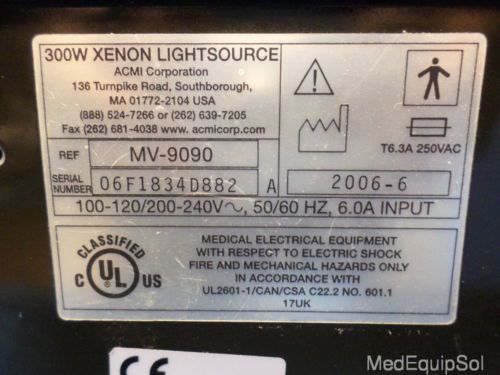 300W XENON LIGHTSOURCE
ACMI Corporation
136 Turnpike Road, Southborough,
MA 01772-2104 USA
(888) 524-7266 or (262) 639-7205
Fax (262) 681-4038 www.acmicorp.com
REF MV-9090
SERIAL NUMBER 06F1834D882 A 2006-6
T6.3A 250VAC
100-120/200-240V~, 50/60 HZ, 6.0A INPUT
CLASSIFIED
C UL US
MEDICAL ELECTRICAL EQUIPMENT
WITH RESPECT TO ELECTRIC SHOCK
FIRE AND MECHANICAL HAZARDS ONLY
IN ACCORDANCE WITH
UL2601-1/CAN/CSA C22.2 NO. 601.1
17UK
CE
MedEquipSol